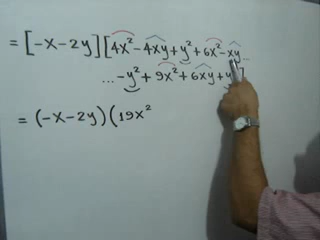 = [-x-2y][4x²-4xy+y²+6x²-xy...
...-y²+9x²+6xy+y²]
= (-x-2y)(19x²